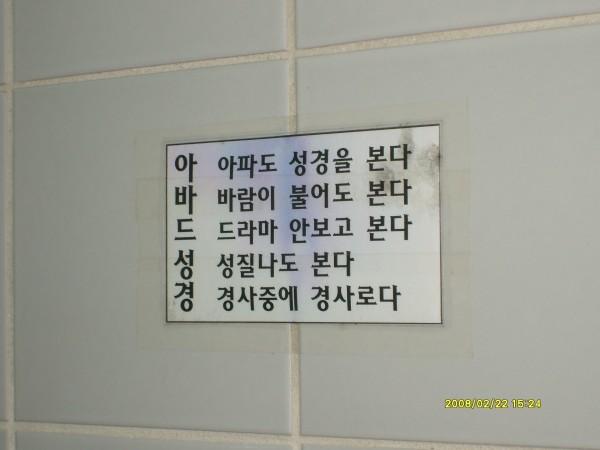 아 아파도 성경을 본다
바 바람이 불어도 본다
드 드라마 안보고 본다
성 성질나도 본다
경 경사중에 경사로다
2008/02/22 15:24